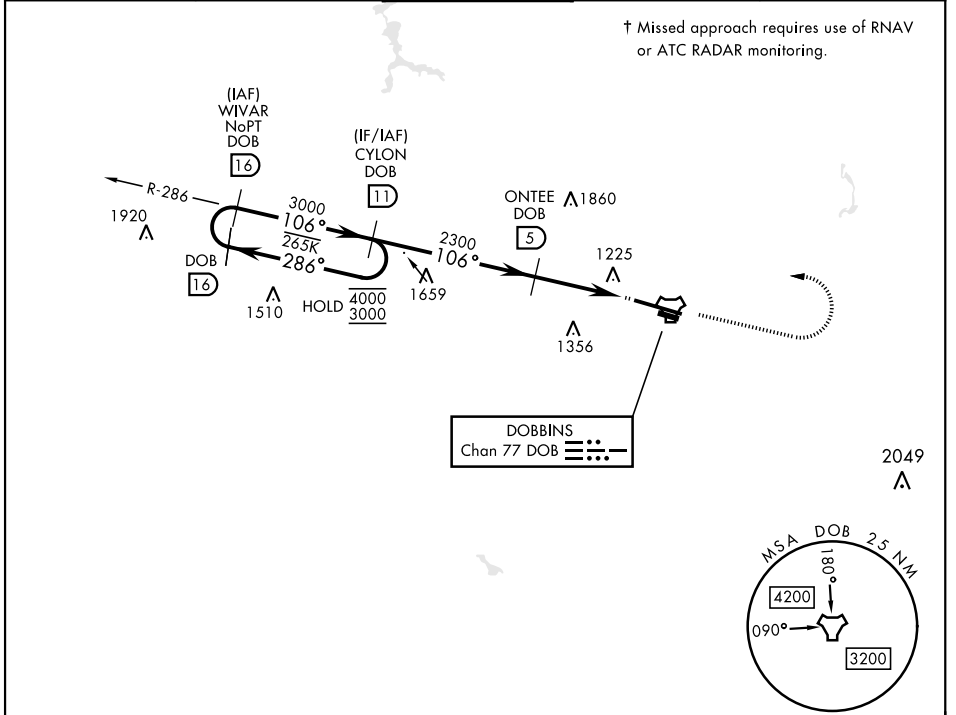 † Missed approach requires use of RNAV
or ATC RADAR monitoring.
(IAF)
WIVAR
NoPT
DOB
16
(IF/IAF)
CYLON
DOB
11
R-286
1920
3000
106°
265K
286°
DOB
16
1510
HOLD
4000
3000
1659
2300
106°
ONTEE
DOB
5
1860
1225
1356
DOBBINS
Chan 77 DOB
2049
MSA DOB 25 NM
180°
4200
090°
3200